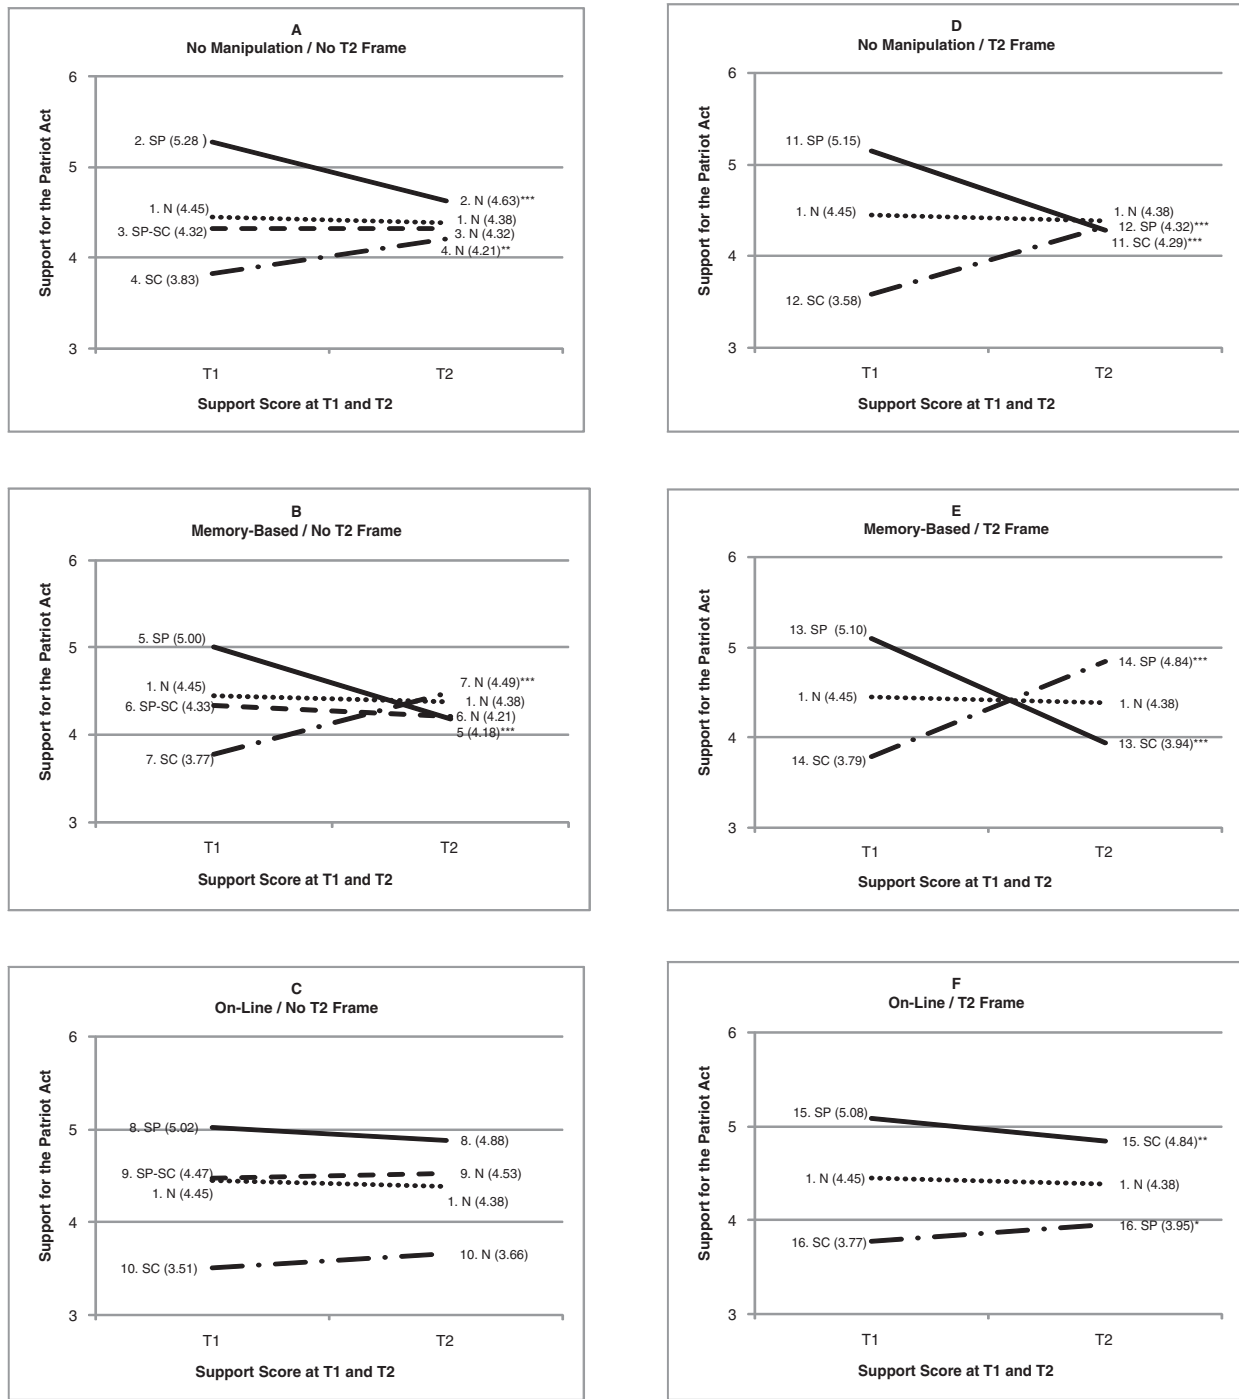 A
No Manipulation / No T2 Frame
Support for the Patriot Act
6
5
4
3
2. SP (5.28 )
1. N (4.45)
3. SP-SC (4.32)
4. SC (3.83)
2. N (4.63)***
1. N (4.38)
3. N (4.32)
4. N (4.21)**
T1
T2
Support Score at T1 and T2
D
No Manipulation / T2 Frame
Support for the Patriot Act
6
5
4
3
11. SP (5.15)
1. N (4.45)
12. SC (3.58)
1. N (4.38)
12. SP (4.32)***
11. SC (4.29)***
T1
T2
Support Score at T1 and T2
B
Memory-Based / No T2 Frame
Support for the Patriot Act
6
5
4
3
5. SP (5.00)
1. N (4.45)
6. SP-SC (4.33)
7. SC (3.77)
7. N (4.49)***
1. N (4.38)
6. N (4.21)
5 (4.18)***
T1
T2
Support Score at T1 and T2
E
Memory-Based / T2 Frame
Support for the Patriot Act
6
5
4
3
13. SP (5.10)
1. N (4.45)
14. SC (3.79)
14. SP (4.84)***
1. N (4.38)
13. SC (3.94)***
T1
T2
Support Score at T1 and T2
C
On-Line / No T2 Frame
Support for the Patriot Act
6
5
4
3
8. SP (5.02)
9. SP-SC (4.47)
1. N (4.45)
10. SC (3.51)
8. (4.88)
9. N (4.53)
1. N (4.38)
10. N (3.66)
T1
T2
Support Score at T1 and T2
F
On-Line / T2 Frame
Support for the Patriot Act
6
5
4
3
15. SP (5.08)
1. N (4.45)
16. SC (3.77)
15. SC (4.84)**
1. N (4.38)
16. SP (3.95)*
T1
T2
Support Score at T1 and T2